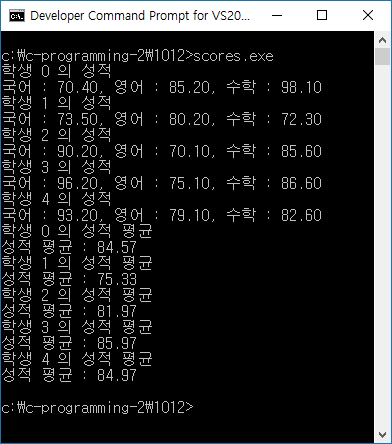 Developer Command Prompt for VS20...
c:₩c-programming-2₩1012>scores.exe
학생 0 의 성적
국어 : 70.40, 영어 : 85.20, 수학 : 98.10
학생 1 의 성적
국어 : 73.50, 영어 : 80.20, 수학 : 72.30
학생 2 의 성적
국어 : 90.20, 영어 : 70.10, 수학 : 85.60
학생 3 의 성적
국어 : 96.20, 영어 : 75.10, 수학 : 86.60
학생 4 의 성적
국어 : 93.20, 영어 : 79.10, 수학 : 82.60
학생 0 의 성적 평균
성적 평균 : 84.57
학생 1 의 성적 평균
성적 평균 : 75.33
학생 2 의 성적 평균
성적 평균 : 81.97
학생 3 의 성적 평균
성적 평균 : 85.97
학생 4 의 성적 평균
성적 평균 : 84.97
c:₩c-programming-2₩1012>